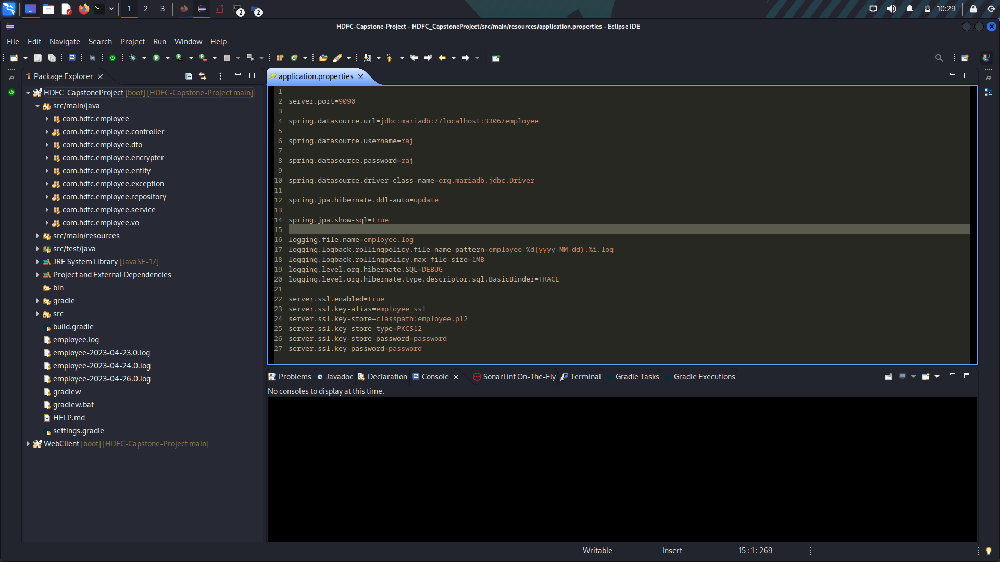 1 2 3
2 2
10:29
HDFC-Capstone-Project - HDFC_CapstoneProject/src/main/resources/application.properties - Eclipse IDE
File Edit Navigate Search Project Run Window Help
Package Explorer
HDFC_CapstoneProject [boot] [HDFC-Capstone-Project main]
src/main/java
com.hdfc.employee
com.hdfc.employee.controller
com.hdfc.employee.dto
com.hdfc.employee.encrypter
com.hdfc.employee.entity
com.hdfc.employee.exception
com.hdfc.employee.repository
com.hdfc.employee.service
com.hdfc.employee.vo
src/main/resources
src/test/java
JRE System Library [JavaSE-17]
Project and External Dependencies
bin
gradle
src
build.gradle
employee.log
employee-2023-04-23.0.log
employee-2023-04-24.0.log
employee-2023-04-26.0.log
gradlew
gradlew.bat
HELP.md
settings.gradle
WebClient [boot] [HDFC-Capstone-Project main]
application.properties
1
2 server.port=9090
3
4 spring.datasource.url=jdbc:mariadb://localhost:3306/employee
5
6 spring.datasource.username=raj
7
8 spring.datasource.password=raj
9
10 spring.datasource.driver-class-name=org.mariadb.jdbc.Driver
11
12 spring.jpa.hibernate.ddl-auto=update
13
14 spring.jpa.show-sql=true
15
16 logging.file.name=employee.log
17 logging.logback.rollingpolicy.file-name-pattern=employee-%d{yyyy-MM-dd}.%i.log
18 logging.logback.rollingpolicy.max-file-size=1MB
19 logging.level.org.hibernate.SQL=DEBUG
20 logging.level.org.hibernate.type.descriptor.sql.BasicBinder=TRACE
21
22 server.ssl.enabled=true
23 server.ssl.key-alias=employee_ssl
24 server.ssl.key-store=classpath:employee.p12
25 server.ssl.key-store-type=PKCS12
26 server.ssl.key-store-password=password
27 server.ssl.key-password=password
Problems Javadoc Declaration Console SonarLint On-The-Fly Terminal Gradle Tasks Gradle Executions
No consoles to display at this time.
Writable Insert 15 : 1 : 269